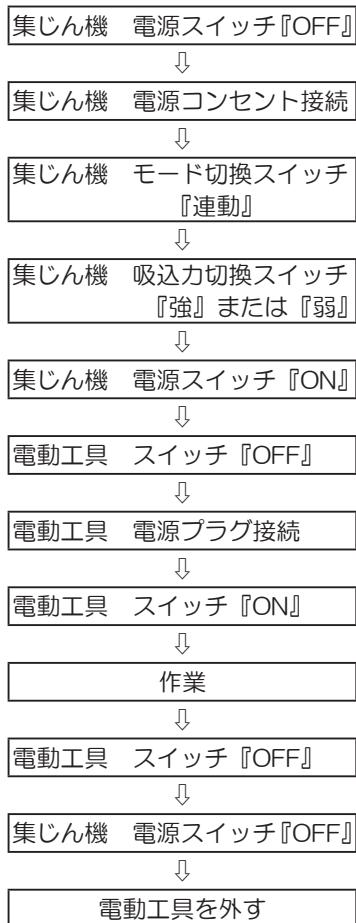 集じん機　電源スイッチ『OFF』
⇩
集じん機　電源コンセント接続
⇩
集じん機　モード切換スイッチ
『連動』
⇩
集じん機　吸込力切換スイッチ
『強』または『弱』
⇩
集じん機　電源スイッチ『ON』
⇩
電動工具　スイッチ『OFF』
⇩
電動工具　電源プラグ接続
⇩
電動工具　スイッチ『ON』
⇩
作業
⇩
電動工具　スイッチ『OFF』
⇩
集じん機　電源スイッチ『OFF』
⇩
電動工具を外す